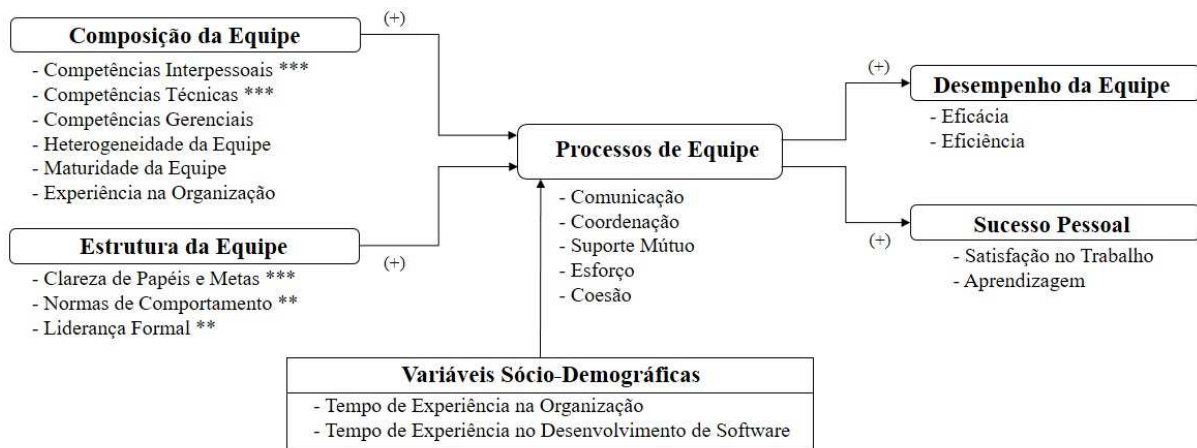 (+)
Composição da Equipe
- Competências Interpessoais ***
- Competências Técnicas ***
- Competências Gerenciais
- Heterogeneidade da Equipe
- Maturidade da Equipe
- Experiência na Organização
Estrutura da Equipe
(+)
- Clareza de Papéis e Metas ***
- Normas de Comportamento **
- Liderança Formal **
Processos de Equipe
- Comunicação
- Coordenação
- Suporte Mútuo
- Esforço
- Coesão
(+)
Desempenho da Equipe
- Eficácia
- Eficiência
Sucesso Pessoal
(+)
- Satisfação no Trabalho
- Aprendizagem
Variáveis Sócio-Demográficas
- Tempo de Experiência na Organização
- Tempo de Experiência no Desenvolvimento de Software